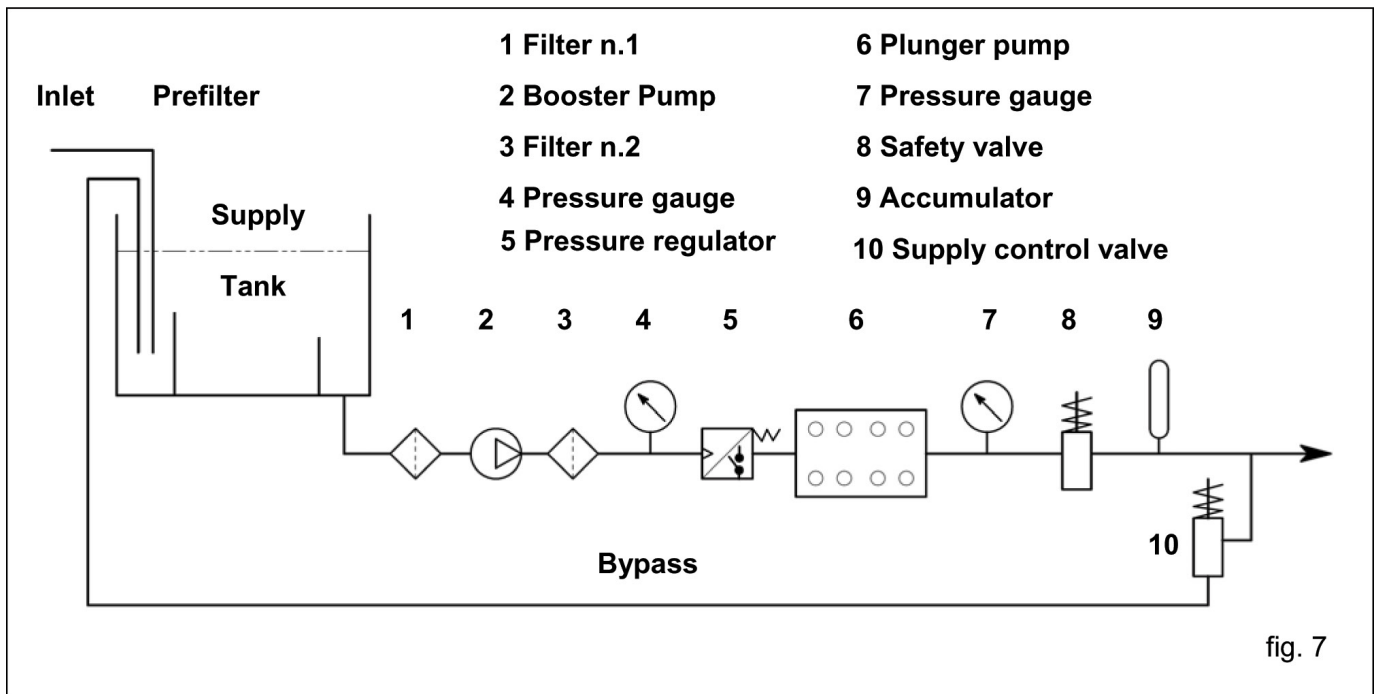 1 Filter n.1
6 Plunger pump
Inlet
Prefilter
2 Booster Pump
7 Pressure gauge
3 Filter n.2
8 Safety valve
Supply
4 Pressure gauge
9 Accumulator
5 Pressure regulator
10 Supply control valve
Tank
1 2 3 4 5 6 7 8 9
10
Bypass
fig. 7